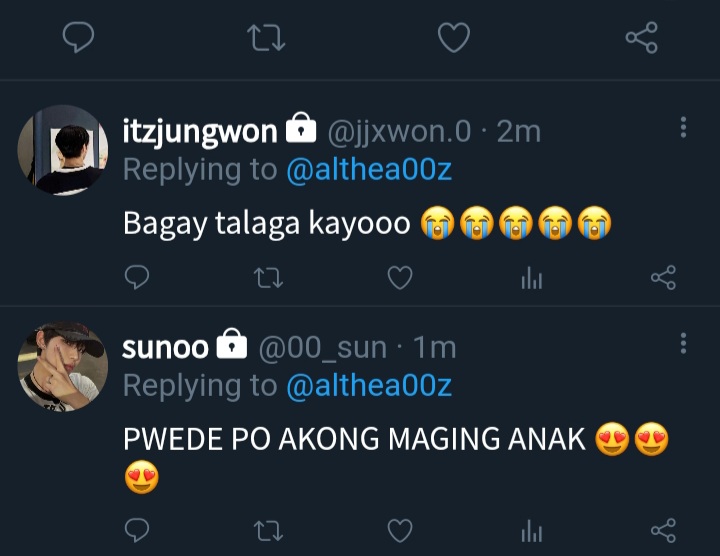 itzjungwon @jjxwon.0 · 2m
Replying to @althea00z
Bagay talaga kayooo 😭😭😭😭😭
sunoo @00_sun · 1m
Replying to @althea00z
PWEDE PO AKONG MAGING ANAK 😍😍
😍